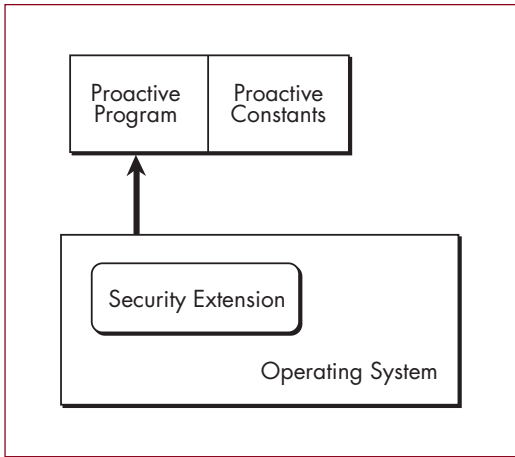 Proactive
Program
Proactive
Constants
Security Extension
Operating System